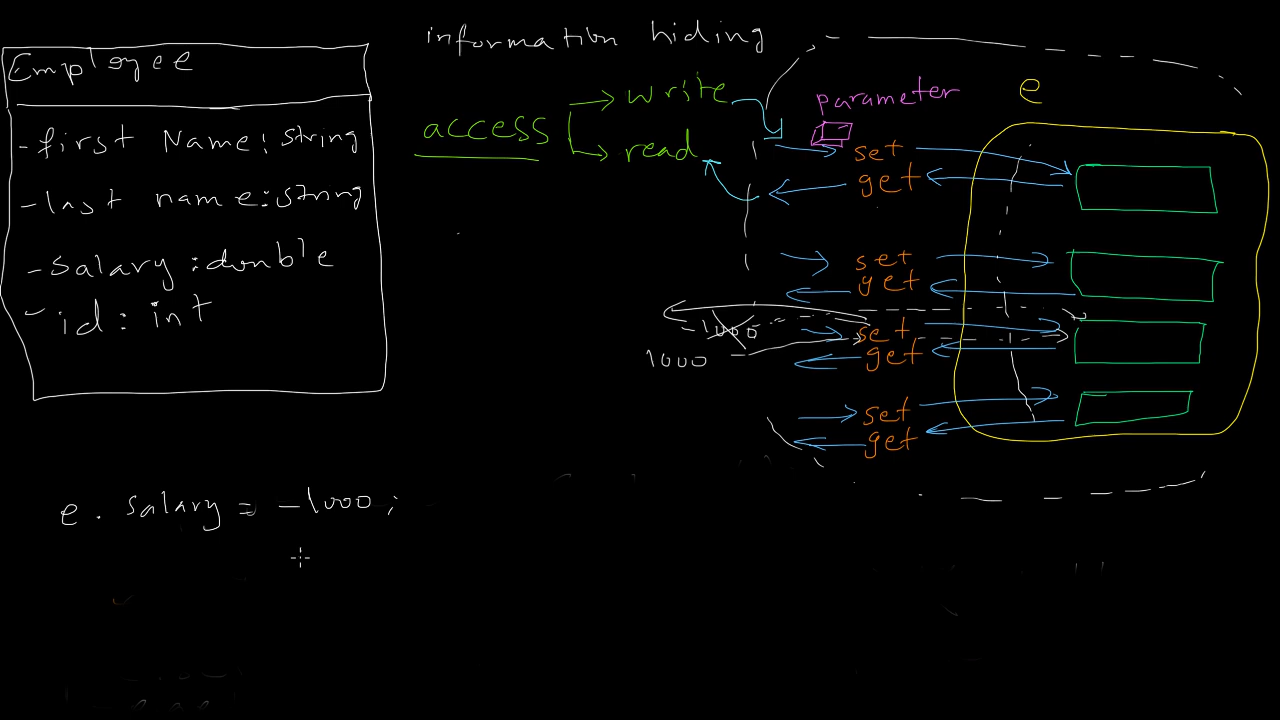 information hiding
Employee
-first Name: string
-last name: string
-salary: double
-id: int
access
write
read
parameter
e
set
get
set
get
-1000
set
1000
get
set
get
e. salary = -1000;